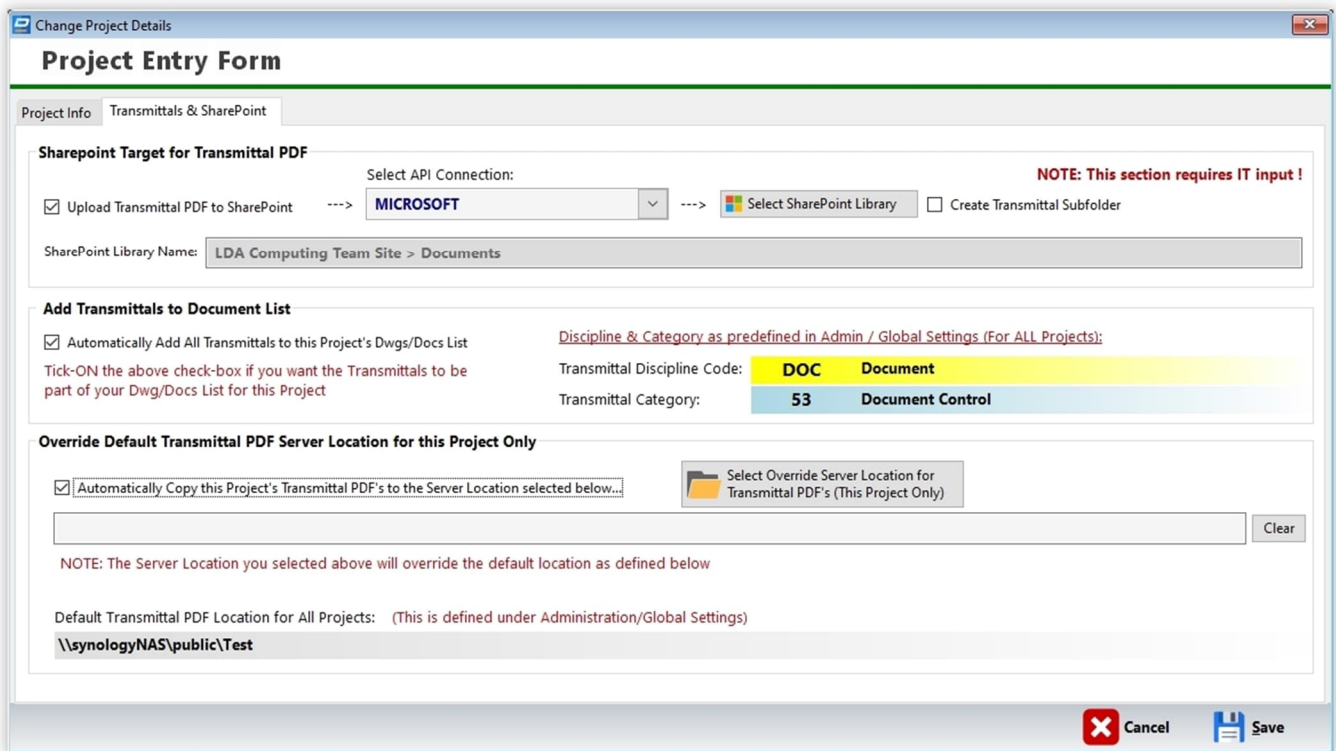 Change Project Details
Project Entry Form
Project Info
Transmittals & SharePoint
Sharepoint Target for Transmittal PDF
Select API Connection:
NOTE: This section requires IT input !
Upload Transmittal PDF to SharePoint
--->
MICROSOFT
--->
Select SharePoint Library
Create Transmittal Subfolder
SharePoint Library Name:
LDA Computing Team Site > Documents
Add Transmittals to Document List
Automatically Add All Transmittals to this Project's Dwgs/Docs List
Tick-ON the above check-box if you want the Transmittals to be
part of your Dwg/Docs List for this Project
Discipline & Category as predefined in Admin / Global Settings (For ALL Projects):
Transmittal Discipline Code:
DOC
Document
Transmittal Category:
53
Document Control
Override Default Transmittal PDF Server Location for this Project Only
Automatically Copy this Project's Transmittal PDF's to the Server Location selected below...
Select Override Server Location for
Transmittal PDF's (This Project Only)
Clear
NOTE: The Server Location you selected above will override the default location as defined below
Default Transmittal PDF Location for All Projects:
(This is defined under Administration/Global Settings)
\\synologyNAS\public\Test
Cancel
Save